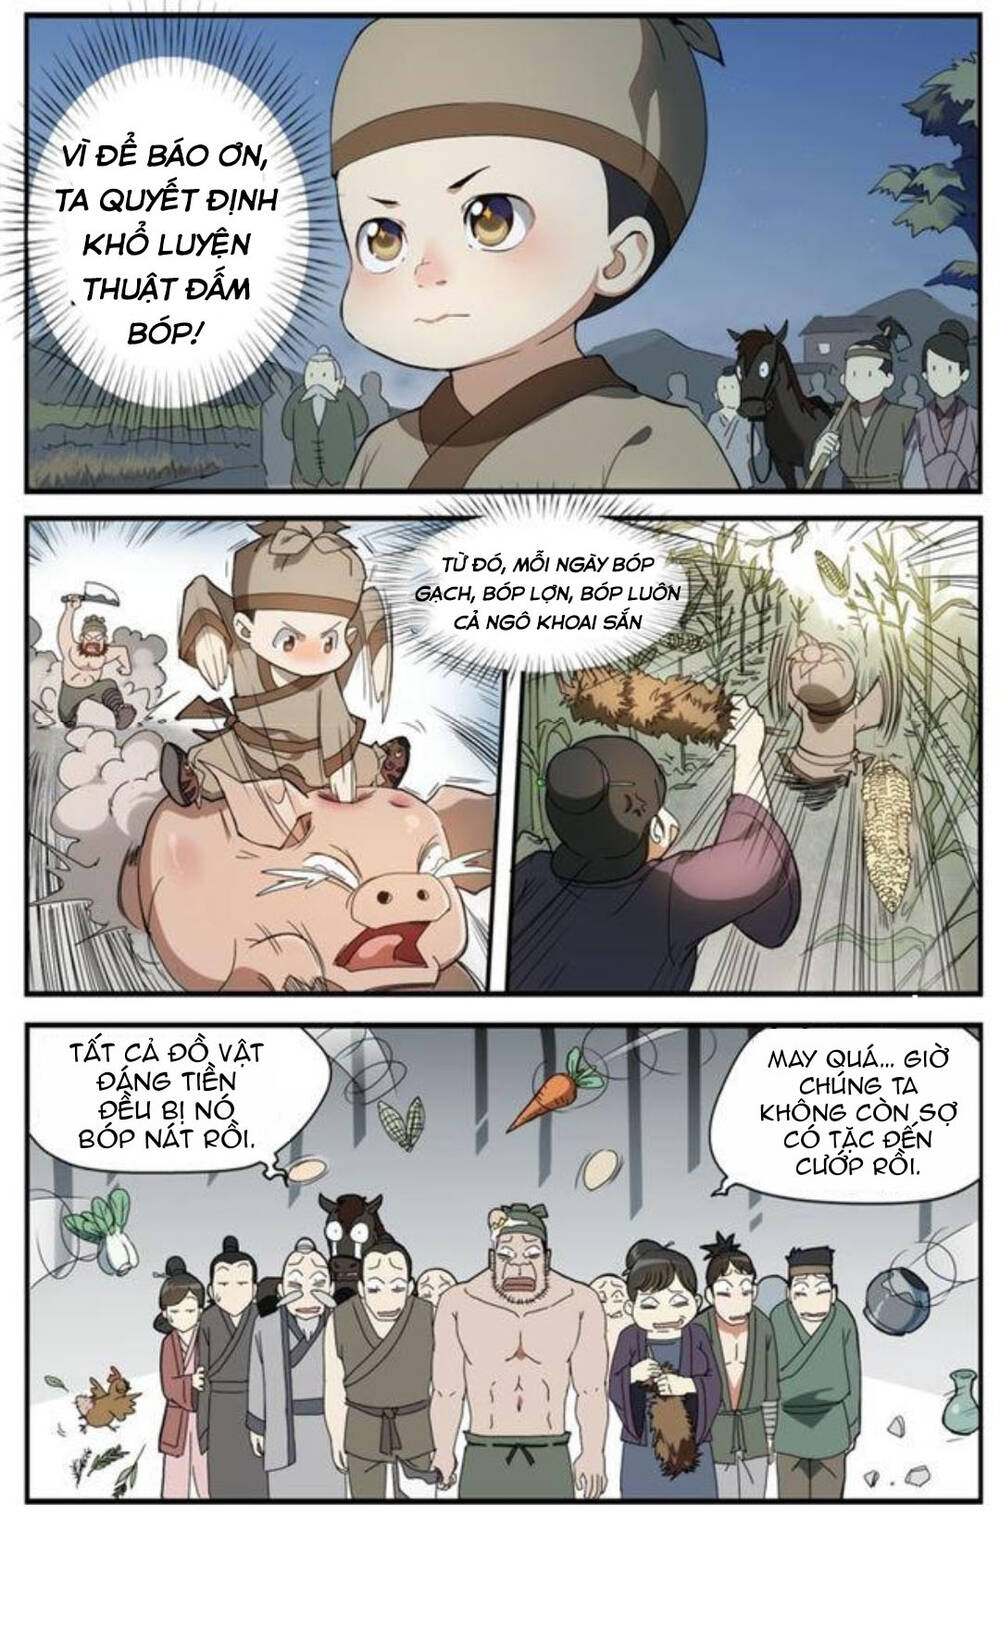 VÌ ĐỂ BÁO ƠN,
TA QUYẾT ĐỊNH
KHỔ LUYỆN
THUẬT ĐẤM
BÓP!
TỪ ĐÓ, MỖI NGÀY BÓP
GẠCH, BÓP LỢN, BÓP LUÔN
CẢ NGÔ KHOAI SẮN
TẤT CẢ ĐỒ VẬT
ĐÁNG TIỀN
ĐỀU BỊ NÓ
BÓP NÁT RỒI.
MAY QUÁ... GIỜ
CHÚNG TA
KHÔNG CÒN SỢ
CÓ TẶC ĐẾN
CƯỚP RỒI.